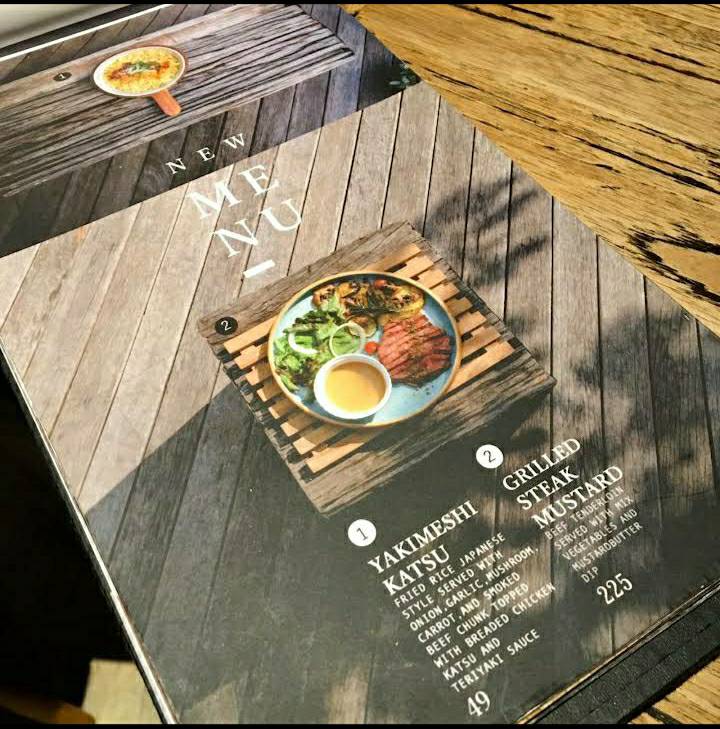 1
NEW
ME
NU
2
1
YAKIMESHI
KATSU
FRIED RICE JAPANESE
STYLE SERVED WITH
ONION,GARLIC,MUSHROOM,
CARROT,AND SMOKED
BEEF CHUNK TOPPED
WITH BREADED CHICKEN
KATSU AND
TERIYAKI SAUCE
49
2
GRILLED
STEAK
MUSTARD
BEEF TENDERLOIN
SERVED WITH MIX
VEGETABLES AND
MUSTARDBUTTER
DIP
225